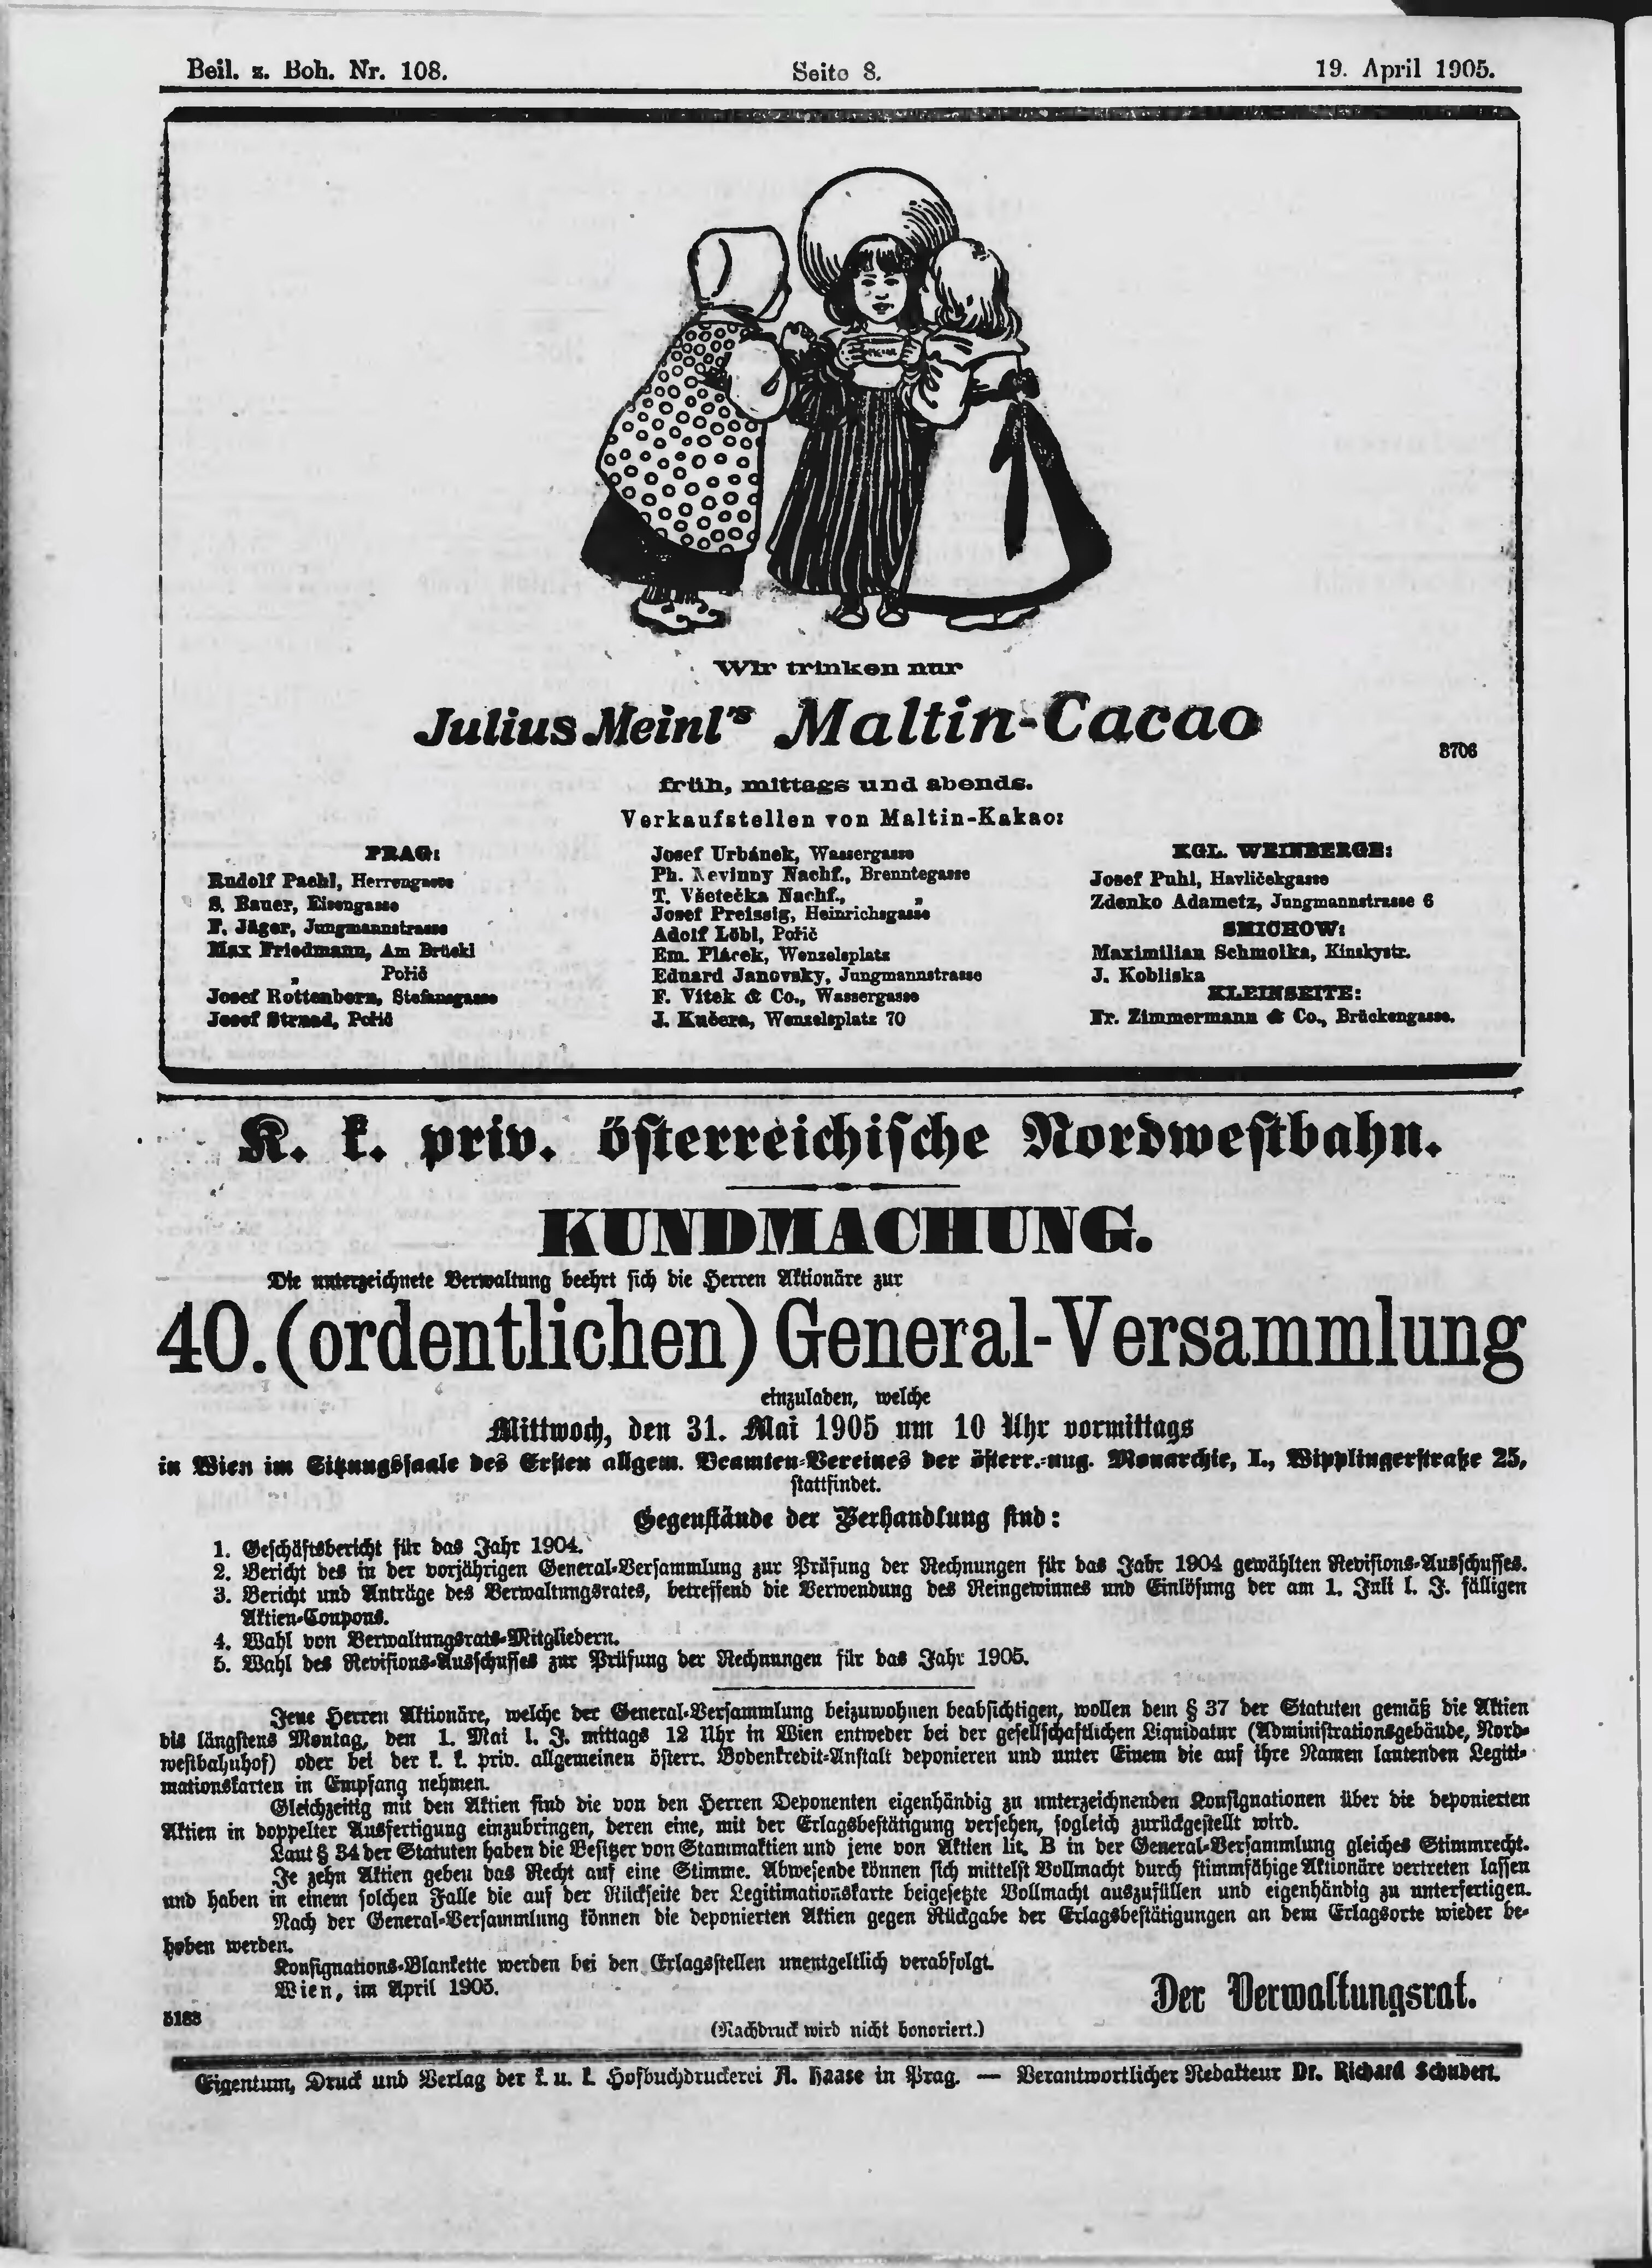 Beil. z. Boh. Nr. 108.
Seite 8.
19. April 1905.
Wir trinken nur
Julius Meinl's Maltin-Cacao
8706
früh, mittags und abends.
Verkaufstellen von Maltin-Kakao:
PRAG:
Rudolf Pachl, Herrengasse
S. Bauer, Eisengasse
F. Jäger, Jungmannstrasse
Max Friedmann, Am Brückl
„ Pořič
Josef Rottenborn, Stefansgasse
Josef Strnad, Pořič
Josef Urbánek, Wassergasse
Ph. Nevinny Nachf., Brenntegasse
T. Všetečka Nachf., „
Josef Preissig, Heinrichsgasse
Adolf Löbl, Pořič
Em. Plácek, Wenzelsplatz
Eduard Janovsky, Jungmannstrasse
F. Vitek & Co., Wassergasse
J. Kučera, Wenzelsplatz 70
KGL. WEINBERGE:
Josef Puhl, Havličekgasse
Zdenko Adametz, Jungmannstrasse 6
SMICHOW:
Maximilian Schmolka, Kinskystr.
J. Kobliska
KLEINSEITE:
Fr. Zimmermann & Co., Brückengasse.
K. k. priv. österreichische Nordwestbahn.
KUNDMACHUNG.
Die unterzeichnete Verwaltung beehrt sich die Herren Aktionäre zur
40. (ordentlichen) General-Versammlung
einzuladen, welche
Mittwoch, den 31. Mai 1905 um 10 Uhr vormittags
in Wien im Sitzungssaale des Ersten allgem. Beamten-Vereines der österr.-ung. Monarchie, I., Wipplingerstraße 25,
stattfindet.
Gegenstände der Verhandlung sind:
1. Geschäftsbericht für das Jahr 1904.
2. Bericht des in der vorjährigen General-Versammlung zur Prüfung der Rechnungen für das Jahr 1904 gewählten Revisions-Ausschusses.
3. Bericht und Anträge des Verwaltungsrates, betreffend die Verwendung des Reingewinnes und Einlösung der am 1. Juli l. J. fälligen
Aktien-Coupons.
4. Wahl von Verwaltungsrats-Mitgliedern.
5. Wahl des Revisions-Ausschusses zur Prüfung der Rechnungen für das Jahr 1905.
Jene Herren Aktionäre, welche der General-Versammlung beizuwohnen beabsichtigen, wollen dem § 37 der Statuten gemäß die Aktien
bis längstens Montag, den 1. Mai l. J. mittags 12 Uhr in Wien entweder bei der gesellschaftlichen Liquidatur (Administrationsgebäude, Nord-
westbahnhof) oder bei der k. k. priv. allgemeinen österr. Bodenkredit-Anstalt deponieren und unter Einem die auf ihre Namen lautenden Legiti-
mationskarten in Empfang nehmen.
Gleichzeitig mit den Aktien sind die von den Herren Deponenten eigenhändig zu unterzeichnenden Konsignationen über die deponierten
Aktien in doppelter Ausfertigung einzubringen, deren eine, mit der Erlagsbestätigung versehen, sogleich zurückgestellt wird.
Laut § 34 der Statuten haben die Besitzer von Stammaktien und jene von Aktien lit. B in der General-Versammlung gleiches Stimmrecht.
Je zehn Aktien geben das Recht auf eine Stimme. Abwesende können sich mittelst Vollmacht durch stimmfähige Aktionäre vertreten lassen
und haben in einem solchen Falle die auf der Rückseite der Legitimationskarte beigesetzte Vollmacht auszufüllen und eigenhändig zu unterfertigen.
Nach der General-Versammlung können die deponierten Aktien gegen Rückgabe der Erlagsbestätigungen an dem Erlagsorte wieder be-
hoben werden.
Konsignations-Blankette werden bei den Erlagsstellen unentgeltlich verabfolgt.
Wien, im April 1905.
Der Verwaltungsrat.
5183
(Nachdruck wird nicht honoriert.)
Eigentum, Druck und Verlag der k. u. k. Hofbuchdruckerei A. Haase in Prag. — Verantwortlicher Redakteur Dr. Richard Schubert.